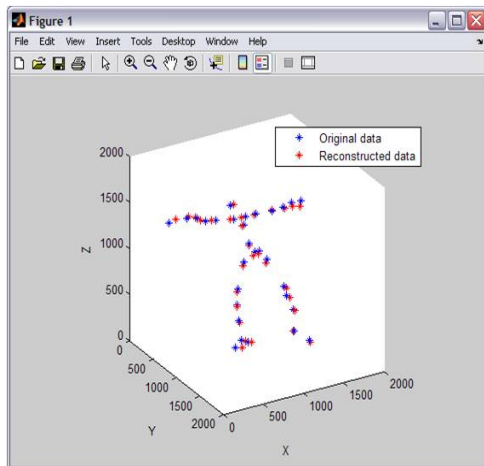 Figure 1
File Edit View Insert Tools Desktop Window Help
Original data
Reconstructed data
2000
1500
1000
500
0
Z
0
500
1000
1500
2000
Y
0
500
1000
1500
2000
X